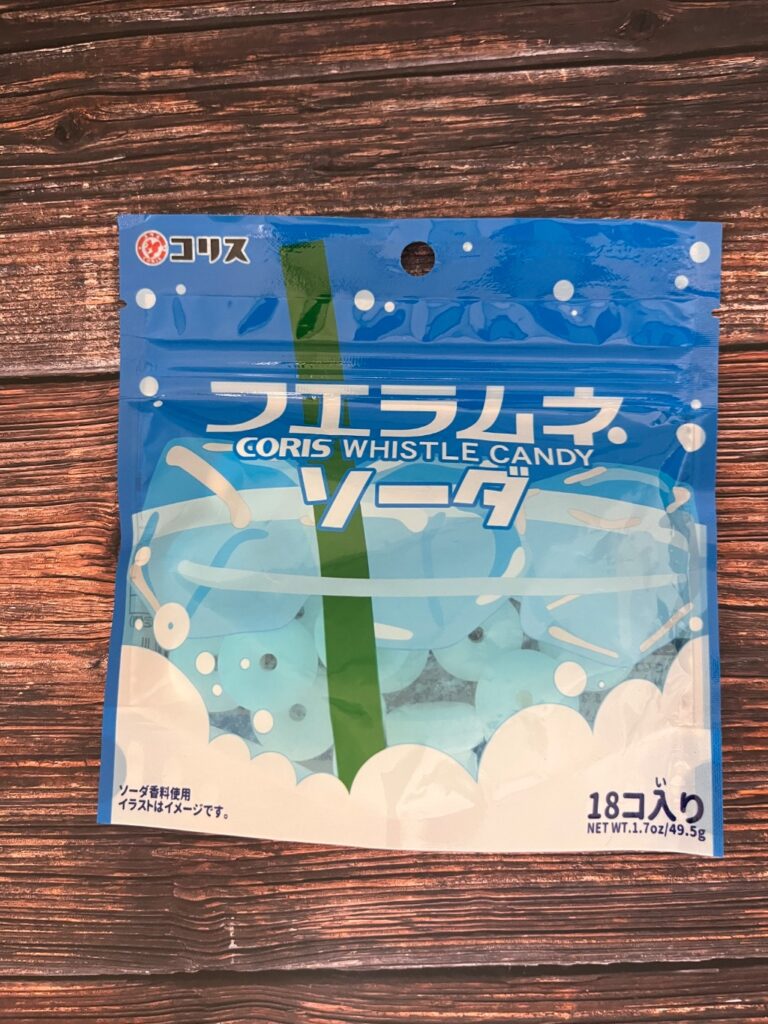 コリス
フエラムネ
CORIS WHISTLE CANDY
ソーダ
ソーダ香料使用
イラストはイメージです。
い
18コ入り
NET WT.1.7oz/49.5g